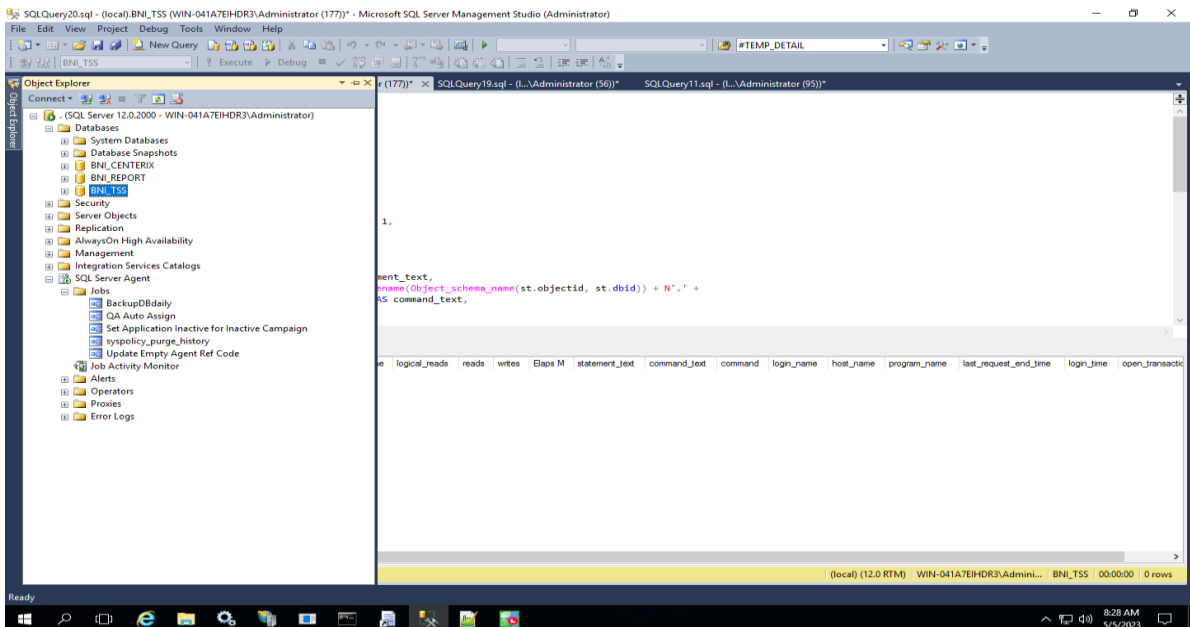 SQLQuery20.sql - (local).BNI_TSS (WIN-041A7EIHDR3\Administrator (177))* - Microsoft SQL Server Management Studio (Administrator)
File Edit View Project Debug Tools Window Help
New Query #TEMP_DETAIL
BNI_TSS Execute Debug
Object Explorer
r (177))* SQLQuery19.sql - (l...\Administrator (56))* SQLQuery11.sql - (l...\Administrator (95))*
Object Explorer
Connect
. (SQL Server 12.0.2000 - WIN-041A7EIHDR3\Administrator)
Databases
System Databases
Database Snapshots
BNI_CENTERIX
BNI_REPORT
BNI_TSS
Security
Server Objects
Replication
AlwaysOn High Availability
Management
Integration Services Catalogs
SQL Server Agent
Jobs
BackupDBdaily
QA Auto Assign
Set Application Inactive for Inactive Campaign
syspolicy_purge_history
Update Empty Agent Ref Code
Job Activity Monitor
Alerts
Operators
Proxies
Error Logs
1,
ment_text,
ename(Object_schema_name(st.objectid, st.dbid)) + N'.' +
AS command_text,
e logical_reads reads writes Elaps M statement_text command_text command login_name host_name program_name last_request_end_time login_time open_transactic
(local) (12.0 RTM) WIN-041A7EIHDR3\Admini... BNI_TSS 00:00:00 0 rows
Ready
8:28 AM
5/5/2023